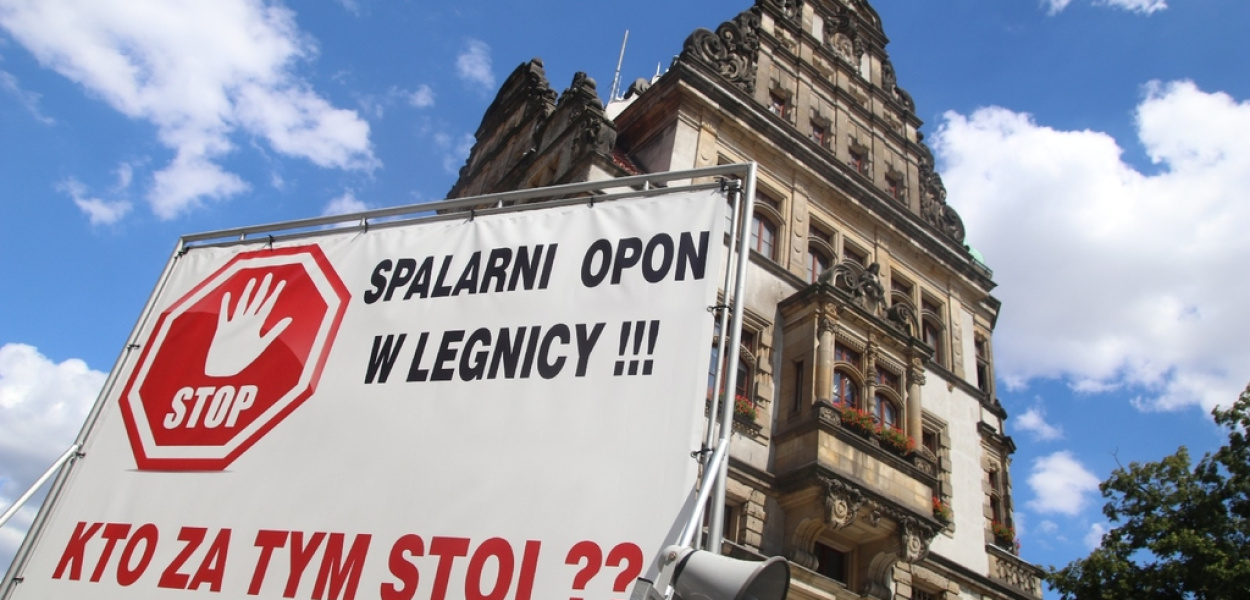 STOP
SPALARNI OPON
W LEGNICY !!!
KTO ZA TYM STOI ??